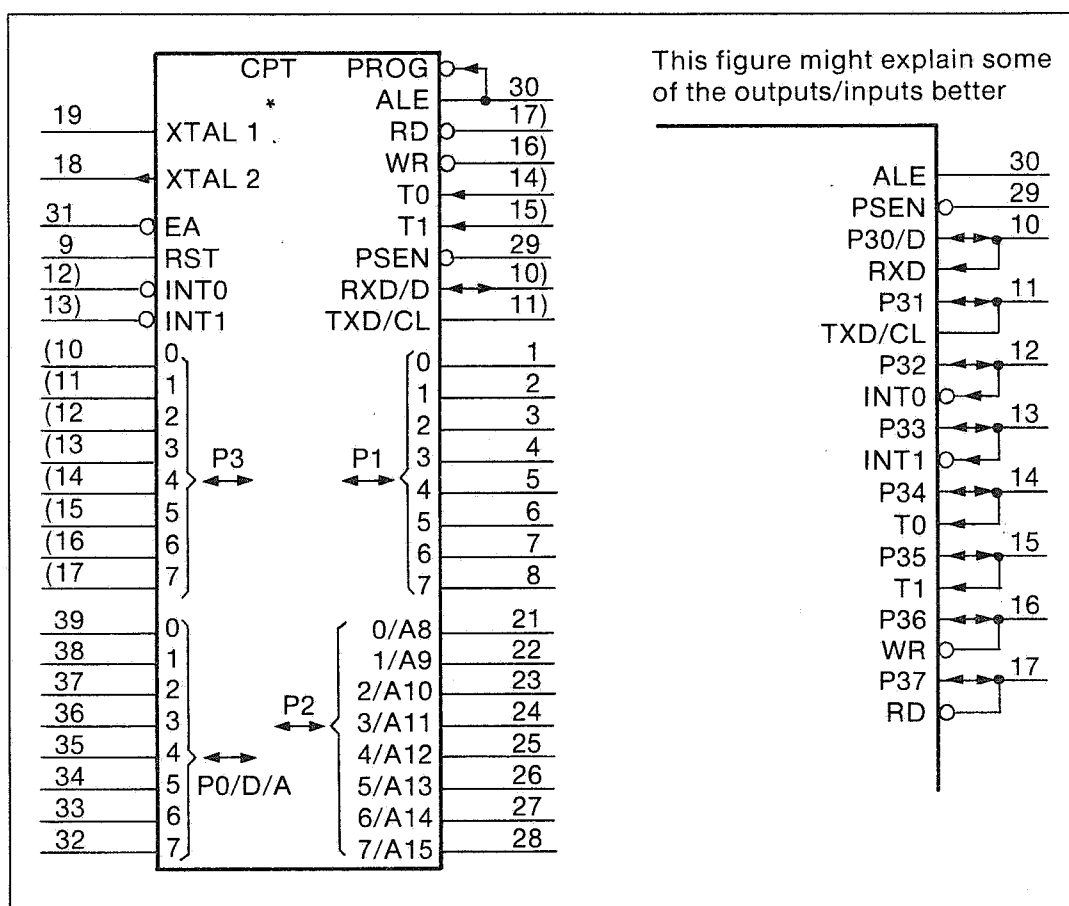 CPT PROG
*
ALE 30
19 XTAL 1 RD 17)
18 XTAL 2 WR 16)
T0 14)
31 EA T1 15)
9 RST PSEN 29
12) INT0 RXD/D 10)
13) INT1 TXD/CL 11)
(10 0 0 1
(11 1 1 2
(12 2 2 3
(13 3 3 4
P3 P1
(14 4 4 5
(15 5 5 6
(16 6 6 7
(17 7 7 8
39 0 0/A8 21
38 1 1/A9 22
37 2 2/A10 23
P2
36 3 3/A11 24
35 4 4/A12 25
34 5 P0/D/A 5/A13 26
33 6 6/A14 27
32 7 7/A15 28
This figure might explain some
of the outputs/inputs better
ALE 30
PSEN 29
P30/D 10
RXD
P31 11
TXD/CL
P32 12
INT0
P33 13
INT1
P34 14
T0
P35 15
T1
P36 16
WR
P37 17
RD